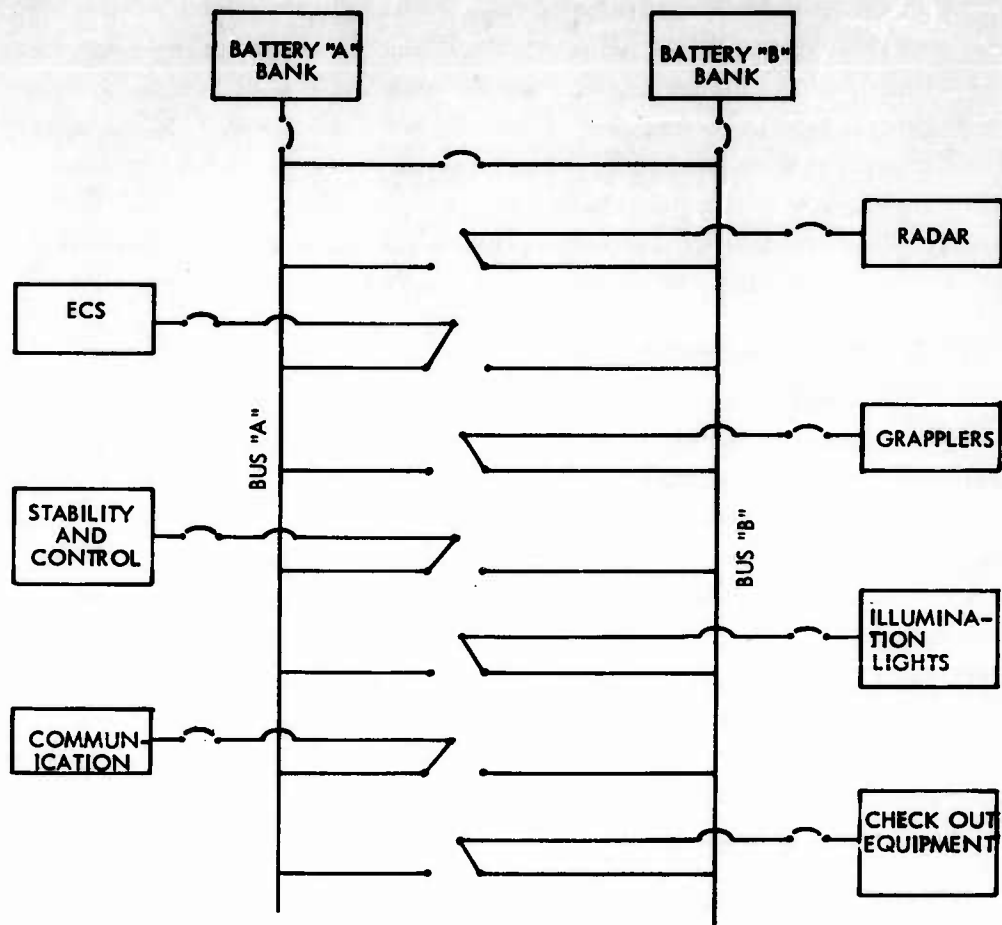 BATTERY "A"
BANK
BATTERY "B"
BANK
RADAR
ECS
GRAPPLERS
BUS "A"
STABILITY
AND
CONTROL
BUS "B"
ILLUMINA-
TION
LIGHTS
COMMUN-
ICATION
CHECK OUT
EQUIPMENT